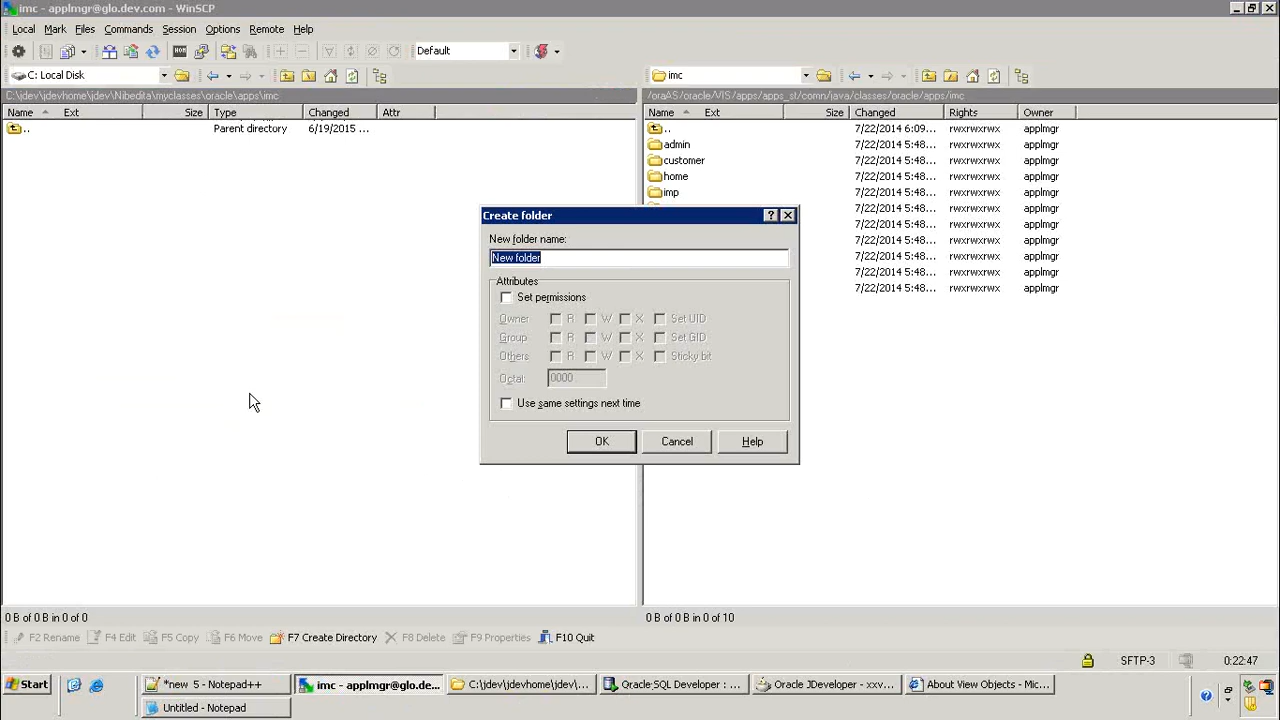 imc - applmgr@glo.dev.com - WinSCP
Local Mark Files Commands Session Options Remote Help
Default
C: Local Disk
imc
C:\jdev\jdevhome\jdev\Nibedita\myclasses\oracle\apps\imc
/oraAS/oracle/VIS/apps/apps_st/comn/java/classes/oracle/apps/imc
Name Ext Size Type Changed Attr
Name Ext Size Changed Rights Owner
.. Parent directory 6/19/2015 ...
.. 7/22/2014 6:09... rwxrwxrwx applmgr
admin 7/22/2014 5:48... rwxrwxrwx applmgr
customer 7/22/2014 5:48... rwxrwxrwx applmgr
home 7/22/2014 5:48... rwxrwxrwx applmgr
imp 7/22/2014 5:48... rwxrwxrwx applmgr
7/22/2014 5:48... rwxrwxrwx applmgr
7/22/2014 5:48... rwxrwxrwx applmgr
7/22/2014 5:48... rwxrwxrwx applmgr
7/22/2014 5:48... rwxrwxrwx applmgr
7/22/2014 5:48... rwxrwxrwx applmgr
7/22/2014 5:48... rwxrwxrwx applmgr
Create folder
New folder name:
New folder
Attributes
Set permissions
Owner R W X Set UID
Group: R W X Set GID
Others: R W X Sticky bit
Octal: 0000
Use same settings next time
OK Cancel Help
0 B of 0 B in 0 of 0
0 B of 0 B in 0 of 10
F2 Rename F4 Edit F5 Copy F6 Move F7 Create Directory F8 Delete F9 Properties F10 Quit
SFTP-3 0:22:47
Start *new 5 - Notepad++ imc - applmgr@glo.de... C:\jdev\jdevhome\jdev\... Oracle SQL Developer : ... Oracle JDeveloper - xxv... About View Objects - Mic...
Untitled - Notepad